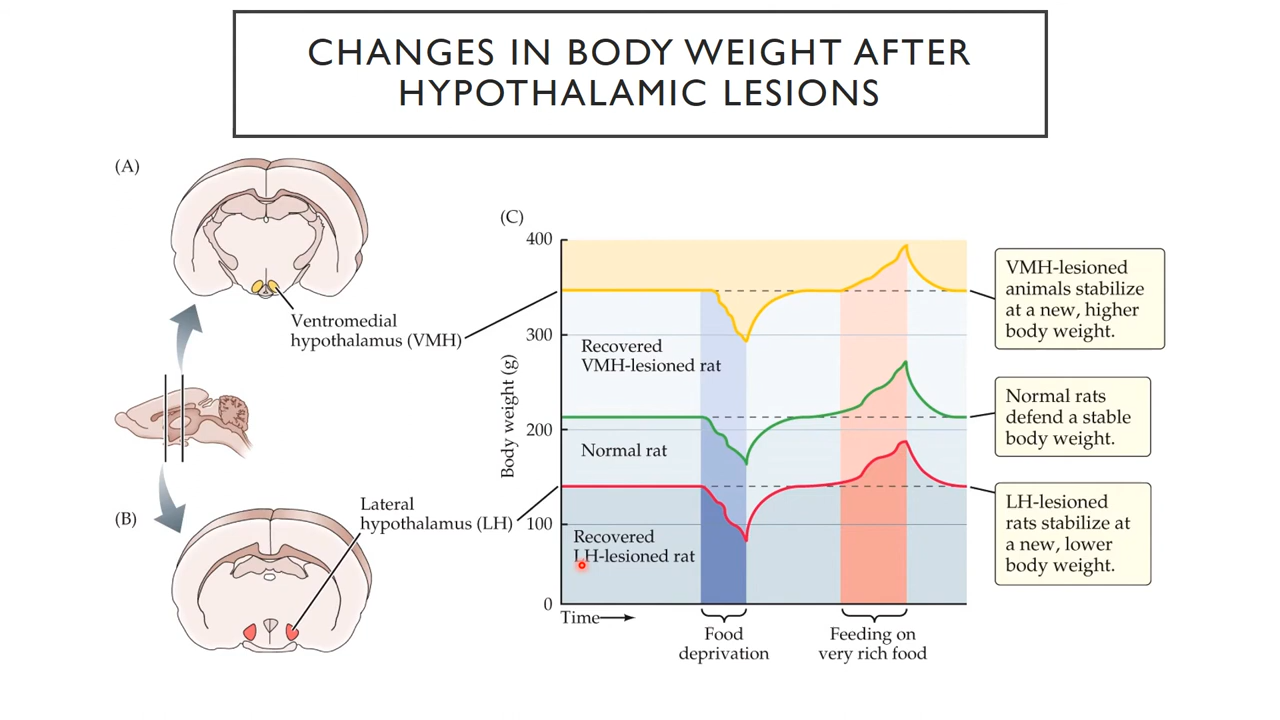 CHANGES IN BODY WEIGHT AFTER
HYPOTHALAMIC LESIONS
(A)
Ventromedial
hypothalamus (VMH)
(B)
Lateral
hypothalamus (LH)
(C)
Body weight (g)
400
300
200
100
0
Recovered
VMH-lesioned rat
Normal rat
Recovered
LH-lesioned rat
Time
Food
deprivation
Feeding on
very rich food
VMH-lesioned
animals stabilize
at a new, higher
body weight.
Normal rats
defend a stable
body weight.
LH-lesioned
rats stabilize at
a new, lower
body weight.